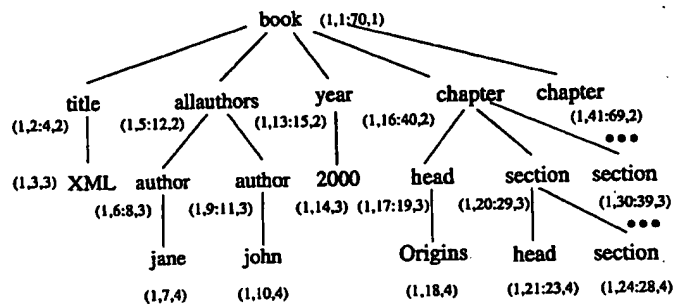 book (1,1:70,1)
title allauthors year chapter chapter
(1,2:4,2) (1,5:12,2) (1,13:15,2) (1,16:40,2) (1,41:69,2)
(1,3,3) XML author author 2000 head section section
(1,6:8,3) (1,9:11,3) (1,14,3) (1,17:19,3) (1,20:29,3) (1,30:39,3)
jane john Origins head section
(1,7,4) (1,10,4) (1,18,4) (1,21:23,4) (1,24:28,4)